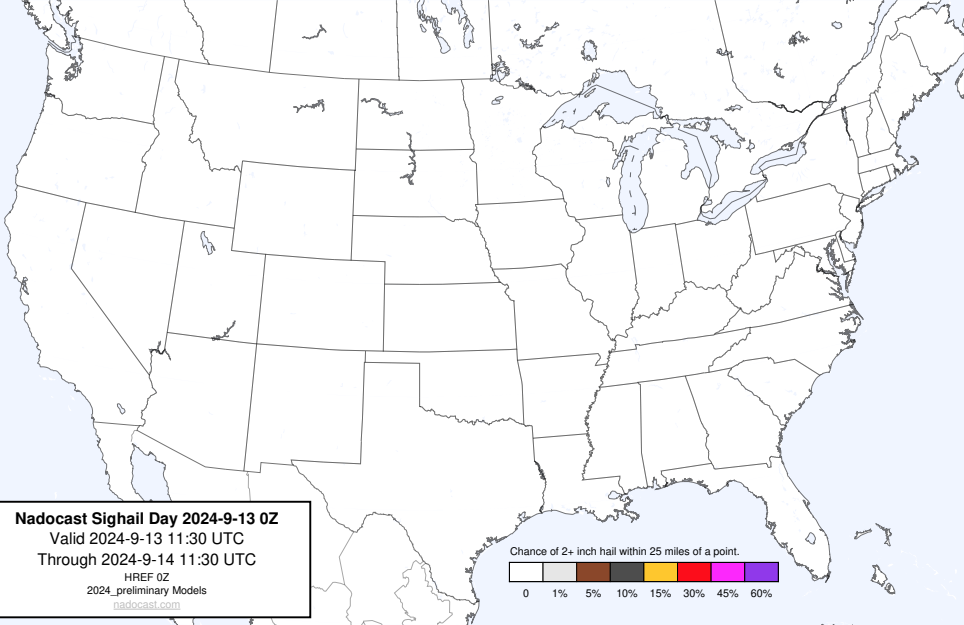 Nadocast Sighail Day 2024-9-13 0Z
Valid 2024-9-13 11:30 UTC
Through 2024-9-14 11:30 UTC
HREF 0Z
2024_preliminary Models
nadocast.com
Chance of 2+ inch hail within 25 miles of a point.
0 1% 5% 10% 15% 30% 45% 60%